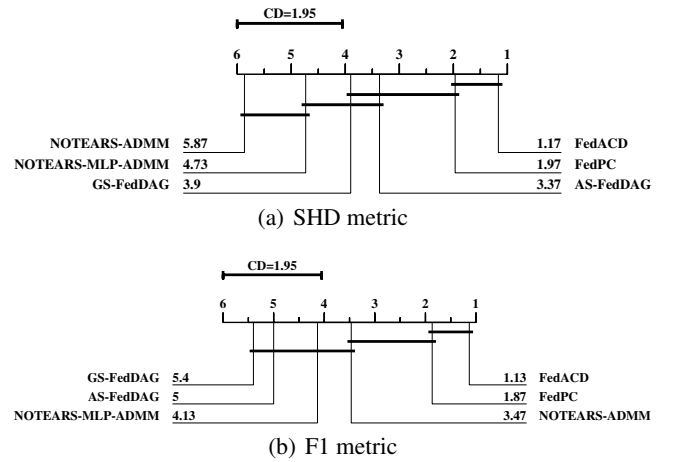 CD=1.95
6 5 4 3 2 1
NOTEARS-ADMM 5.87 1.17 FedACD
NOTEARS-MLP-ADMM 4.73 1.97 FedPC
GS-FedDAG 3.9 3.37 AS-FedDAG
(a) SHD metric
CD=1.95
6 5 4 3 2 1
GS-FedDAG 5.4 1.13 FedACD
AS-FedDAG 5 1.87 FedPC
NOTEARS-MLP-ADMM 4.13 3.47 NOTEARS-ADMM
(b) F1 metric